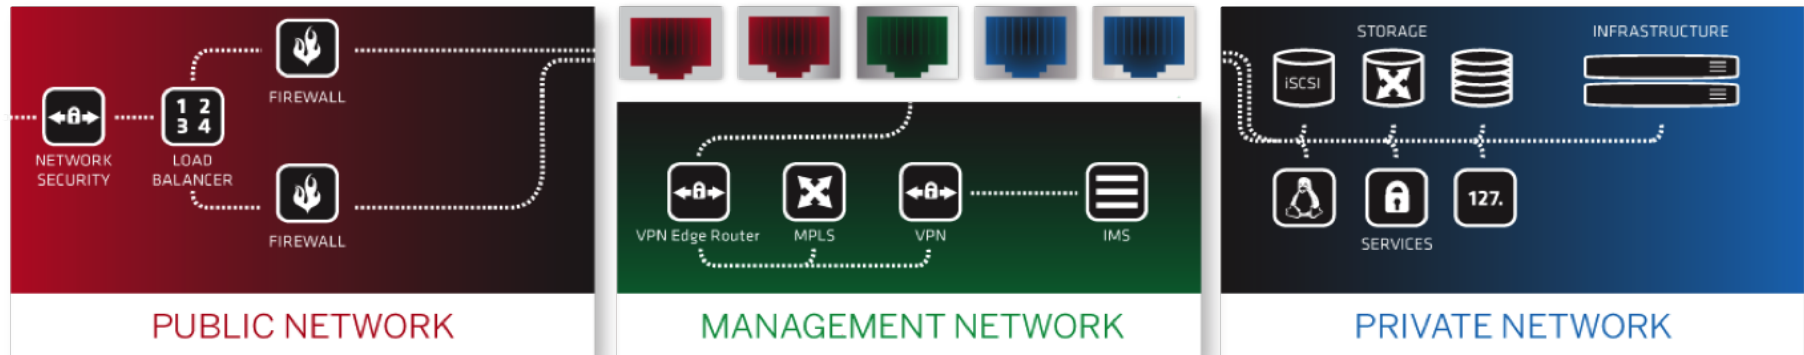 FIREWALL
NETWORK
SECURITY
1 2
3 4
LOAD
BALANCER
FIREWALL
PUBLIC NETWORK
VPN Edge Router
MPLS
VPN
IMS
MANAGEMENT NETWORK
STORAGE
INFRASTRUCTURE
iSCSI
127.
SERVICES
PRIVATE NETWORK